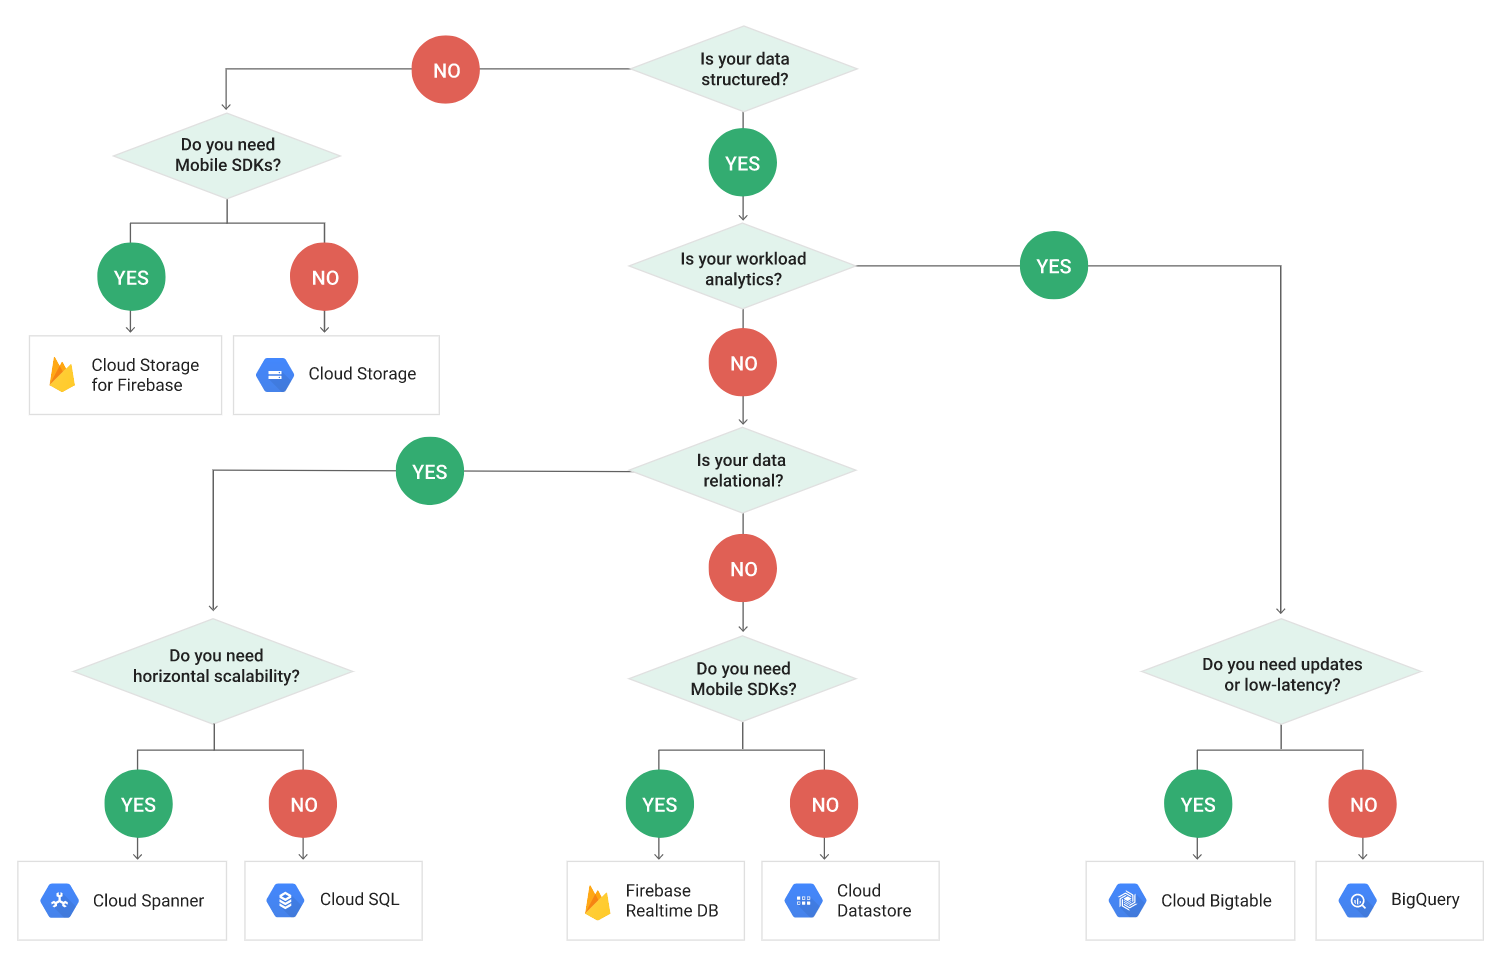 Is your data
structured?
NO
YES
Do you need
Mobile SDKs?
YES
NO
Cloud Storage
for Firebase
Cloud Storage
Is your workload
analytics?
YES
NO
Is your data
relational?
YES
NO
Do you need
horizontal scalability?
YES
NO
Cloud Spanner
Cloud SQL
Do you need
Mobile SDKs?
YES
NO
Firebase
Realtime DB
Cloud
Datastore
Do you need updates
or low-latency?
YES
NO
Cloud Bigtable
BigQuery